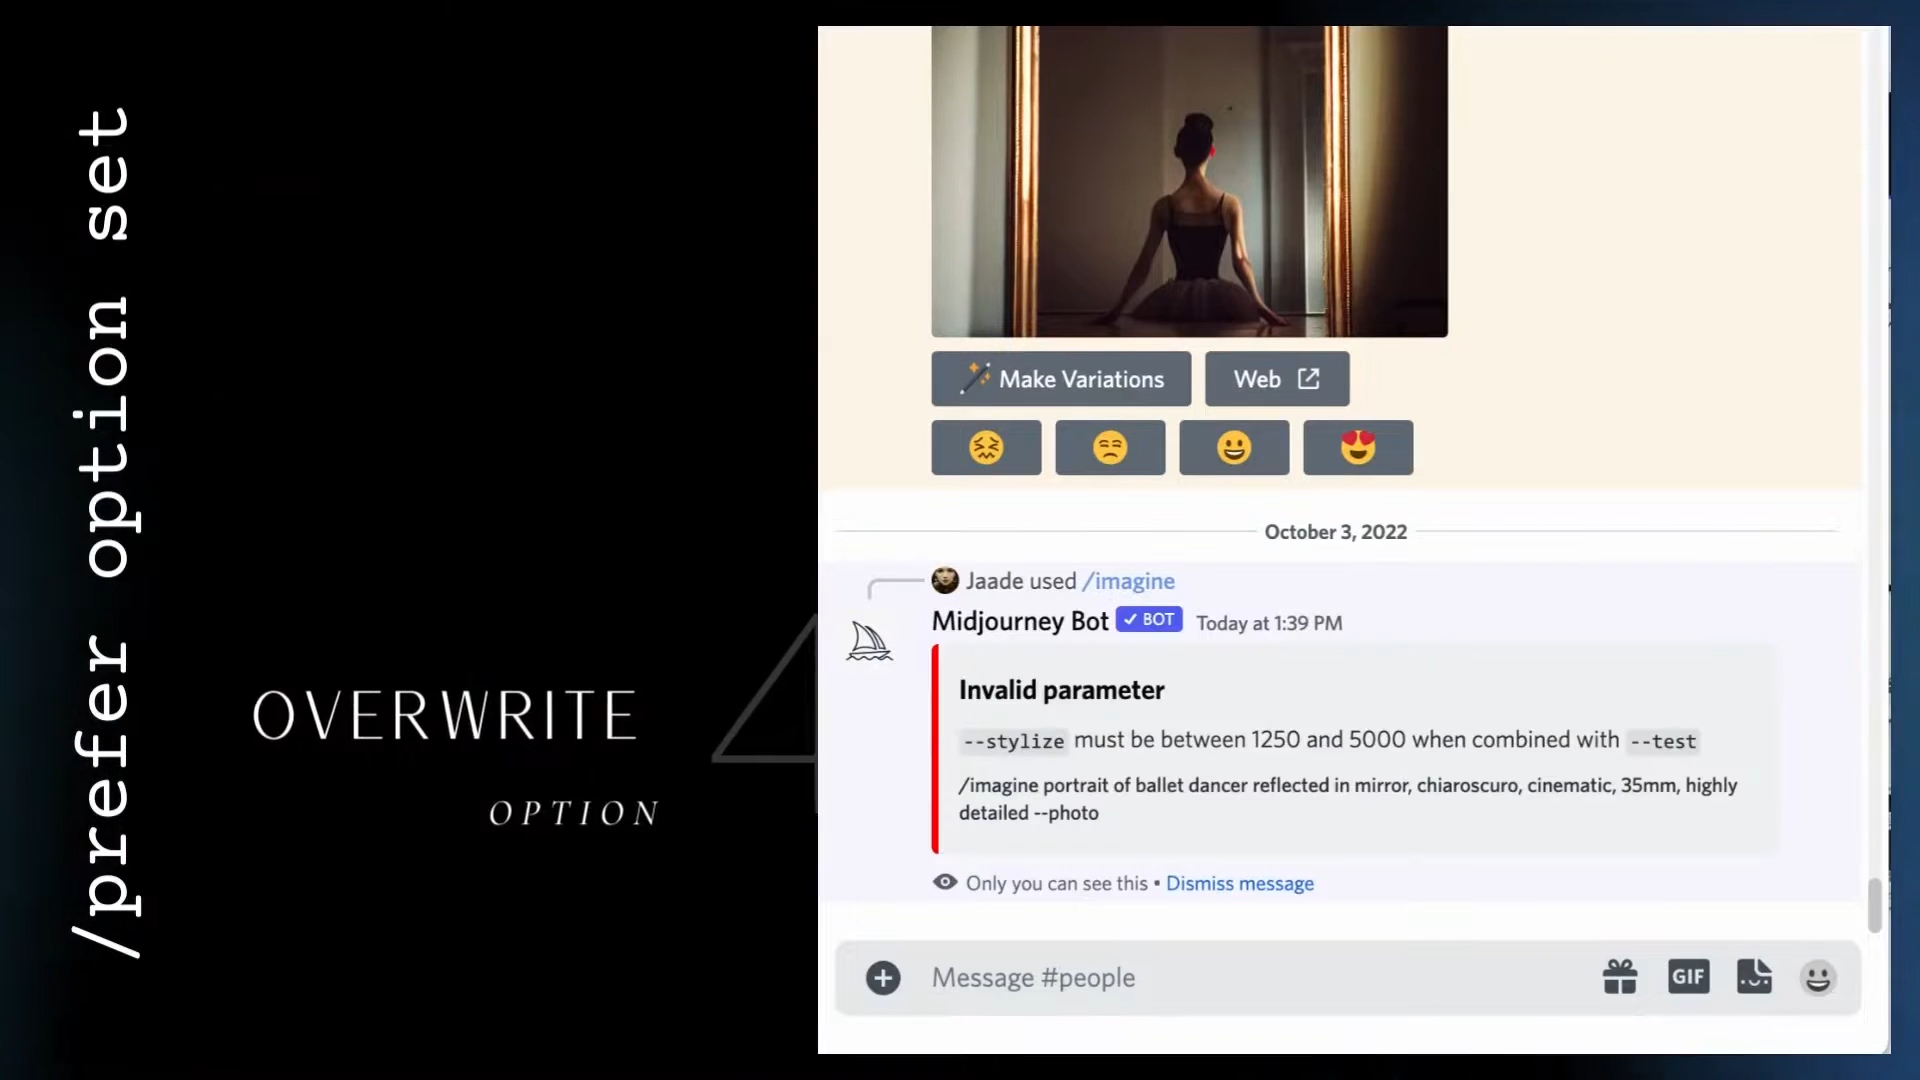 /prefer option set
OVERWRITE
OPTION
Make Variations
Web
October 3, 2022
Jaade used /imagine
Midjourney Bot ✓ BOT Today at 1:39 PM
Invalid parameter
--stylize must be between 1250 and 5000 when combined with --test
/imagine portrait of ballet dancer reflected in mirror, chiaroscuro, cinematic, 35mm, highly
detailed --photo
Only you can see this • Dismiss message
Message #people
GIF